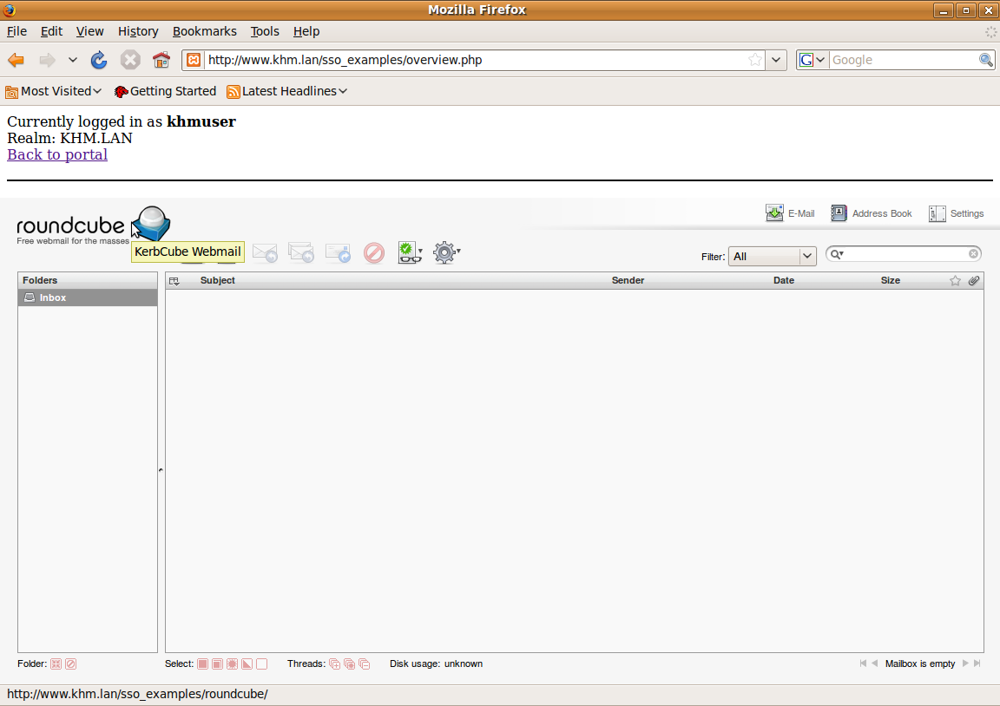 Mozilla Firefox
File Edit View History Bookmarks Tools Help
http://www.khm.lan/sso_examples/overview.php
Google
Most Visited Getting Started Latest Headlines
Currently logged in as khmuser
Realm: KHM.LAN
Back to portal
roundcube
Free webmail for the masses
E-Mail Address Book Settings
KerbCube Webmail
Filter: All
Folders
Subject Sender Date Size
Inbox
Folder: Select: Threads: Disk usage: unknown Mailbox is empty
http://www.khm.lan/sso_examples/roundcube/